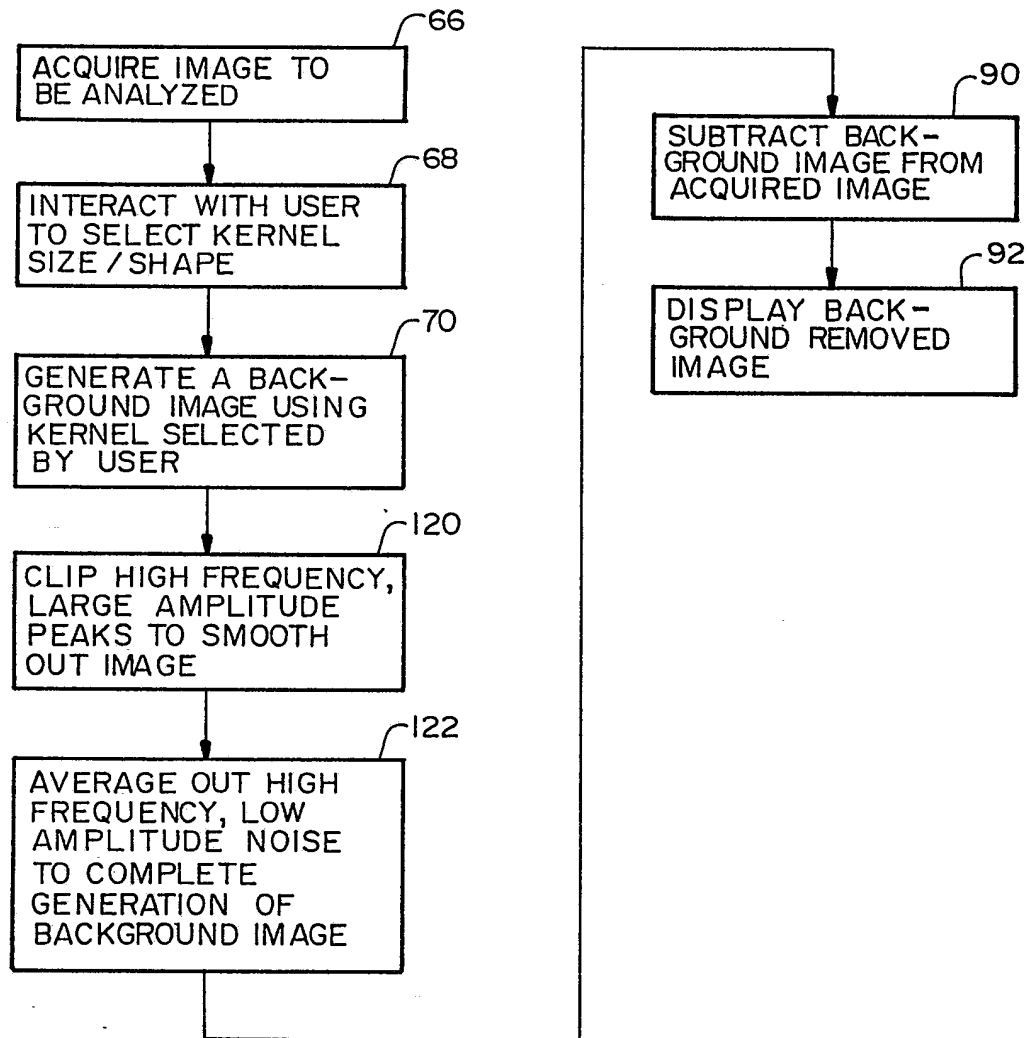 66
ACQUIRE IMAGE TO
BE ANALYZED
68
INTERACT WITH USER
TO SELECT KERNEL
SIZE/SHAPE
70
GENERATE A BACK-
GROUND IMAGE USING
KERNEL SELECTED
BY USER
120
CLIP HIGH FREQUENCY,
LARGE AMPLITUDE
PEAKS TO SMOOTH
OUT IMAGE
122
AVERAGE OUT HIGH
FREQUENCY, LOW
AMPLITUDE NOISE
TO COMPLETE
GENERATION OF
BACKGROUND IMAGE
90
SUBTRACT BACK-
GROUND IMAGE FROM
ACQUIRED IMAGE
92
DISPLAY BACK-
GROUND REMOVED
IMAGE